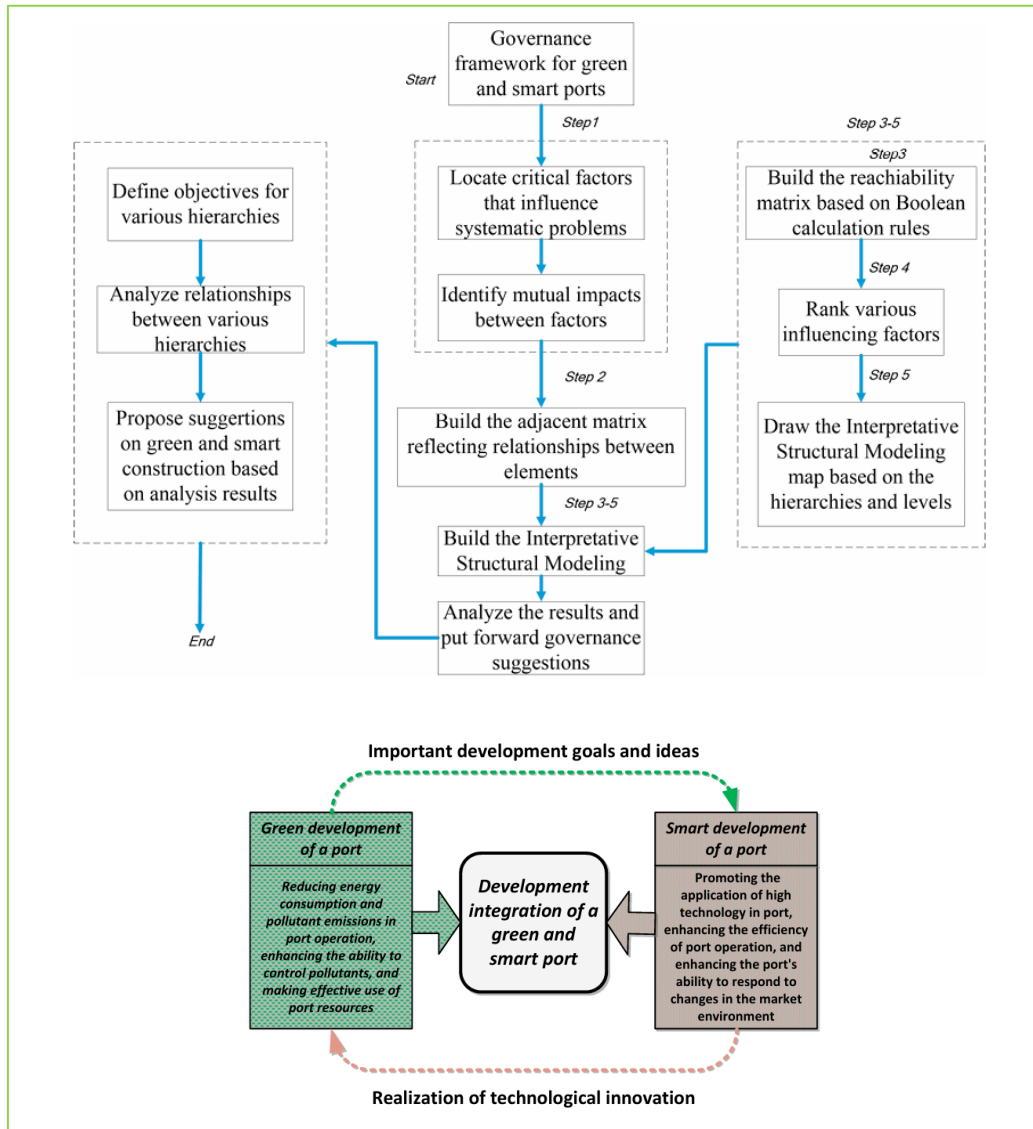 Start
Governance
framework for green
and smart ports
Step1
Locate critical factors
that influence
systematic problems
Identify mutual impacts
between factors
Step 2
Build the adjacent matrix
reflecting relationships between
elements
Step 3-5
Build the Interpretative
Structural Modeling
Analyze the results and
put forward governance
suggestions
Step 3-5
Step3
Build the reachiability
matrix based on Boolean
calculation rules
Step 4
Rank various
influencing factors
Step 5
Draw the Interpretative
Structural Modeling
map based on the
hierarchies and levels
Define objectives for
various hierarchies
Analyze relationships
between various
hierarchies
Propose suggertions
on green and smart
construction based
on analysis results
End
Important development goals and ideas
Green development
of a port
Reducing energy
consumption and
pollutant emissions in
port operation,
enhancing the ability to
control pollutants, and
making effective use of
port resources
Development
integration of a
green and
smart port
Smart development
of a port
Promoting the
application of high
technology in port,
enhancing the efficiency
of port operation, and
enhancing the port's
ability to respond to
changes in the market
environment
Realization of technological innovation